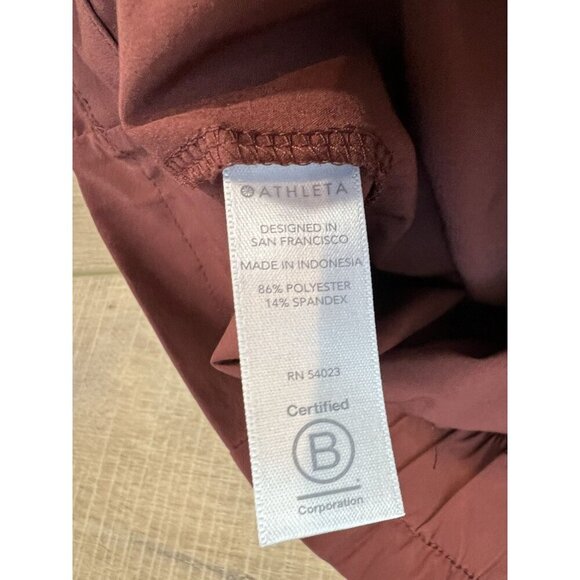 ATHLETA
DESIGNED IN
SAN FRANCISCO
MADE IN INDONESIA
86% POLYESTER
14% SPANDEX
RN 54023
Certified
B
Corporation